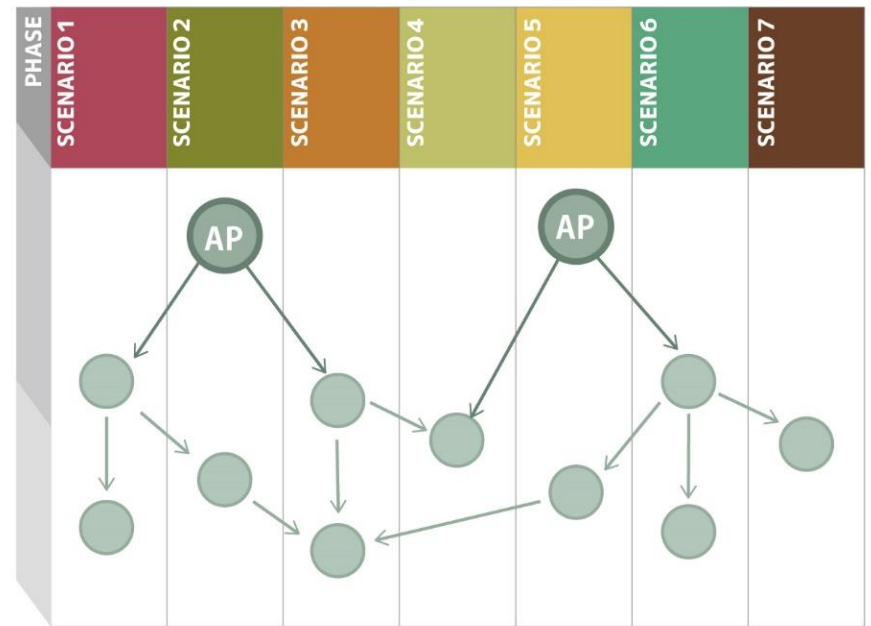 PHASE
SCENARIO 1
SCENARIO 2
SCENARIO 3
SCENARIO 4
SCENARIO 5
SCENARIO 6
SCENARIO 7
AP
AP